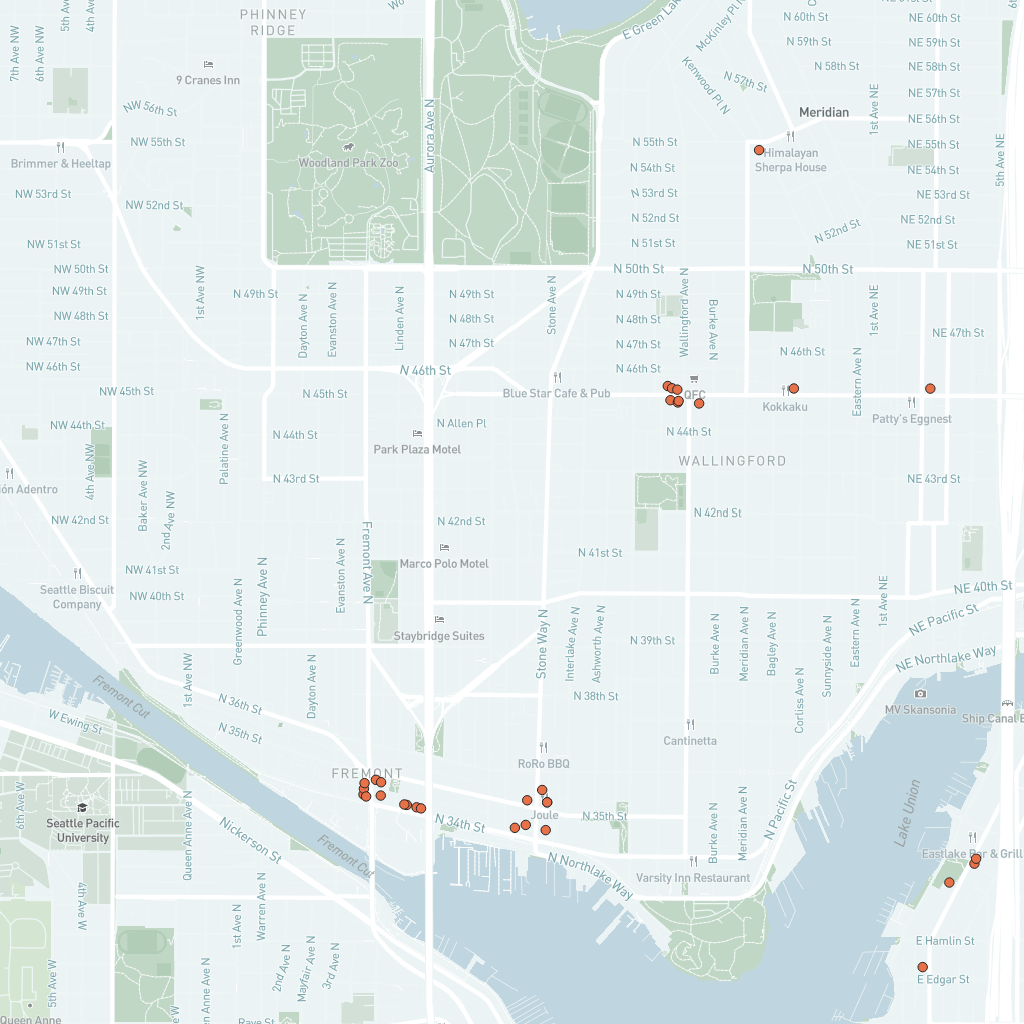 PHINNEY
RIDGE
5th Ave NW
4th A
Wo
E Green Lak
McKinley Pl N
N 60th St
NE 60th St
7th Ave NW
6th Ave NW
N 59th St
NE 59th St
9 Cranes Inn
N 58th St
NE 58th St
Kenwood Pl N
N 57th St
NE 57th St
NW 56th St
Aurora Ave N
Meridian
1st Ave NE
NE 56th St
NW 55th St
N 55th St
NE 55th St
5th Ave NE
Brimmer & Heeltap
Woodland Park Zoo
Himalayan
Sherpa House
N 54th St
NE 54th St
NW 53rd St
N 53rd St
NE 53rd St
NW 52nd St
N 52nd St
N 52nd St
NE 52nd St
NW 51st St
N 51st St
NE 51st St
NW 50th St
N 50th St
N 50th St
NW 49th St
1st Ave NW
N 49th St
N 49th St
N 49th St
Dayton Ave N
Evanston Ave N
Linden Ave N
Stone Ave N
Wallingford Ave N
Burke Ave N
1st Ave NE
NW 48th St
N 48th St
N 48th St
NW 47th St
N 47th St
N 47th St
NE 47th St
NW 46th St
N 46th St
N 46th St
N 46th St
Eastern Ave N
N 45th St
Blue Star Cafe & Pub
QFC
Kokkaku
Patty's Eggnest
NW 44th St
N 44th St
N Allen Pl
N 44th St
Park Plaza Motel
Palatine Ave N
4th Ave NW
WALLINGFORD
ión Adentro
Baker Ave NW
2nd Ave NW
N 43rd St
NE 43rd St
NW 42nd St
N 42nd St
N 42nd St
Fremont Ave N
Evanston Ave N
Marco Polo Motel
N 41st St
NW 41st St
Seattle Biscuit
Company
NW 40th St
Greenwood Ave N
Phinney Ave N
NE 40th St
1st Ave NE
NE Pacific St
Staybridge Suites
Stone Way N
Interlake Ave N
Ashworth Ave N
N 39th St
Burke Ave N
Meridian Ave N
Bagley Ave N
Sunnyside Ave N
Eastern Ave N
NE Northlake Way
Fremont Cut
1st Ave NW
Dayton Ave N
N 38th St
Corliss Ave N
MV Skansonia
Ship Canal B
W Ewing St
N 36th St
N 35th St
Cantinetta
RoRo BBQ
FREMONT
6th Ave W
Seattle Pacific
University
Queen Anne Ave N
Nickerson St
Fremont Cut
N 34th St
Joule
N 35th St
N Pacific St
Lake Union
Burke Ave N
Meridian Ave N
N Northlake Way
Varsity Inn Restaurant
Eastlake Bar & Grill
4th Ave W
1st Ave N
Warren Ave N
2nd Ave N
Mayfair Ave N
3rd Ave N
E Hamlin St
E Edgar St
5th Ave W
Queen Anne
Raye St